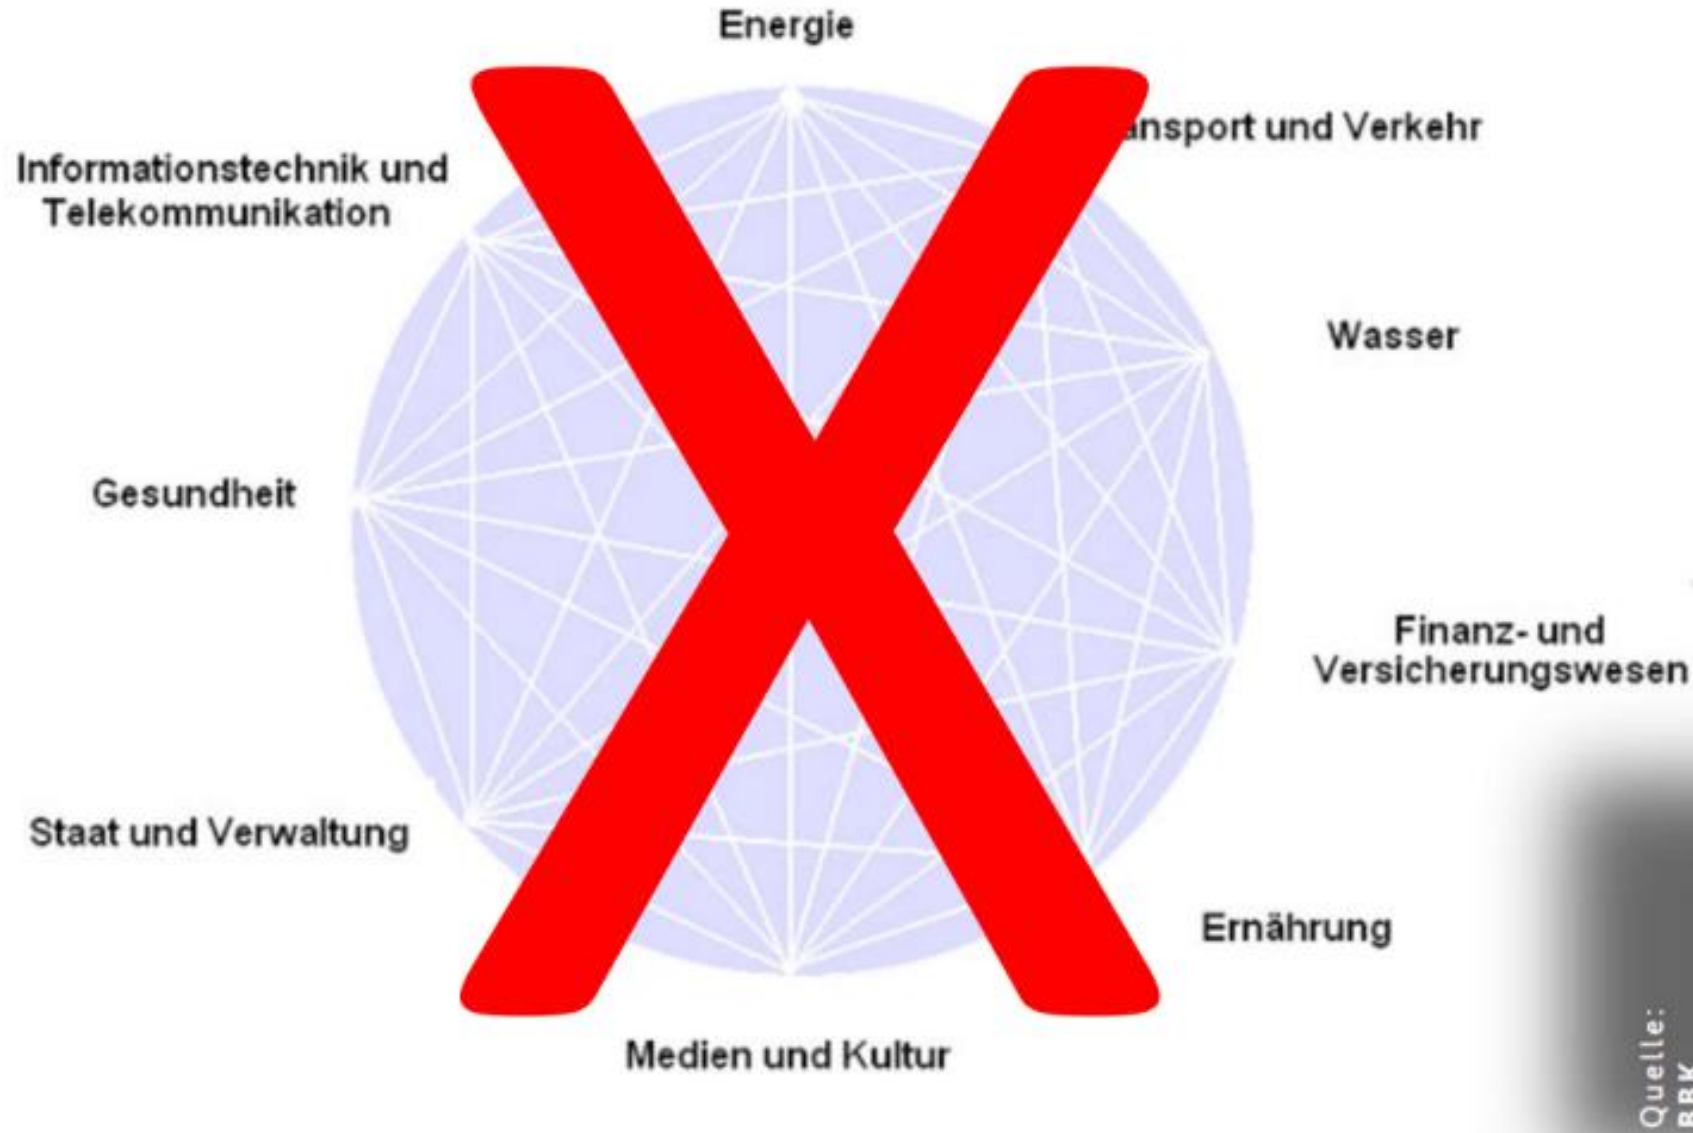 Energie
ansport und Verkehr
Informationstechnik und
Telekommunikation
Wasser
Gesundheit
Finanz- und
Versicherungswesen
Staat und Verwaltung
Ernährung
Medien und Kultur
Quelle:
BBK